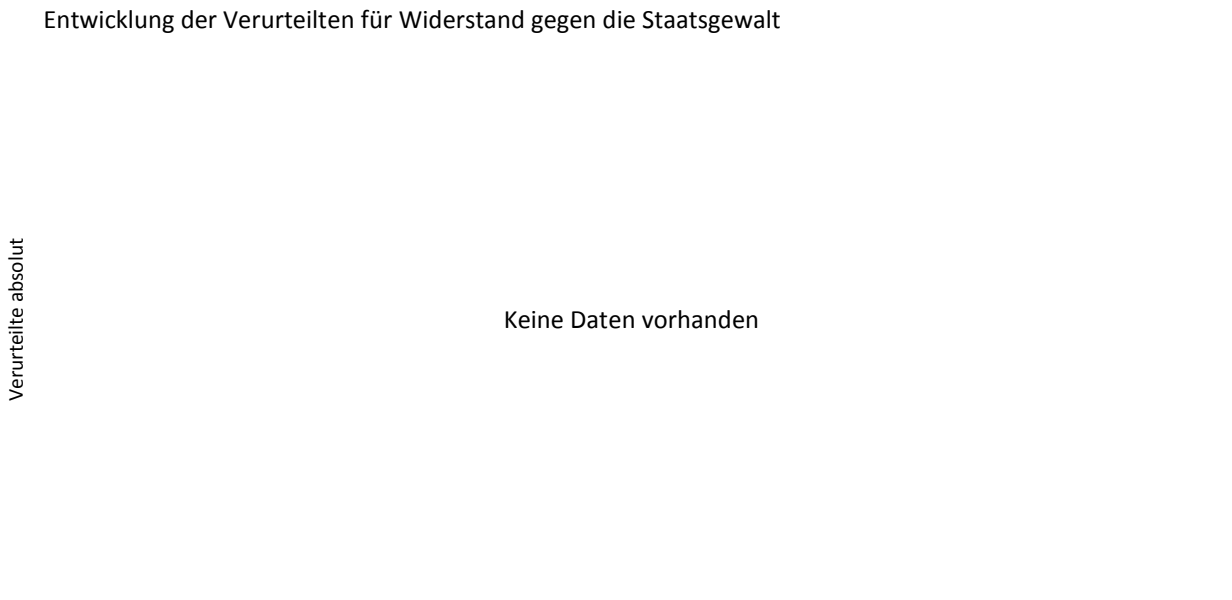 Entwicklung der Verurteilten für Widerstand gegen die Staatsgewalt
Verurteilte absolut
Keine Daten vorhanden